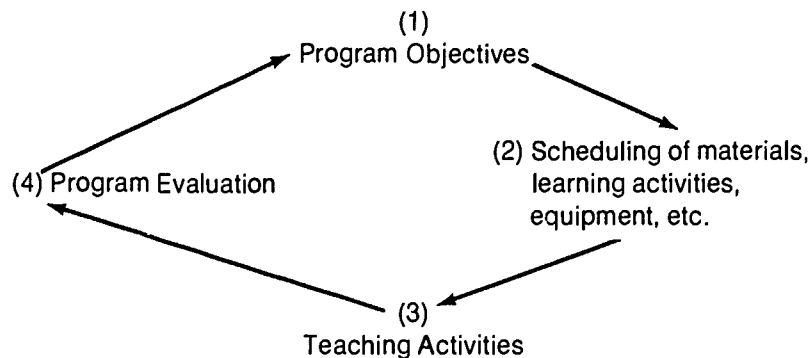 (1)
Program Objectives
(2) Scheduling of materials,
learning activities,
equipment, etc.
(4) Program Evaluation
(3)
Teaching Activities